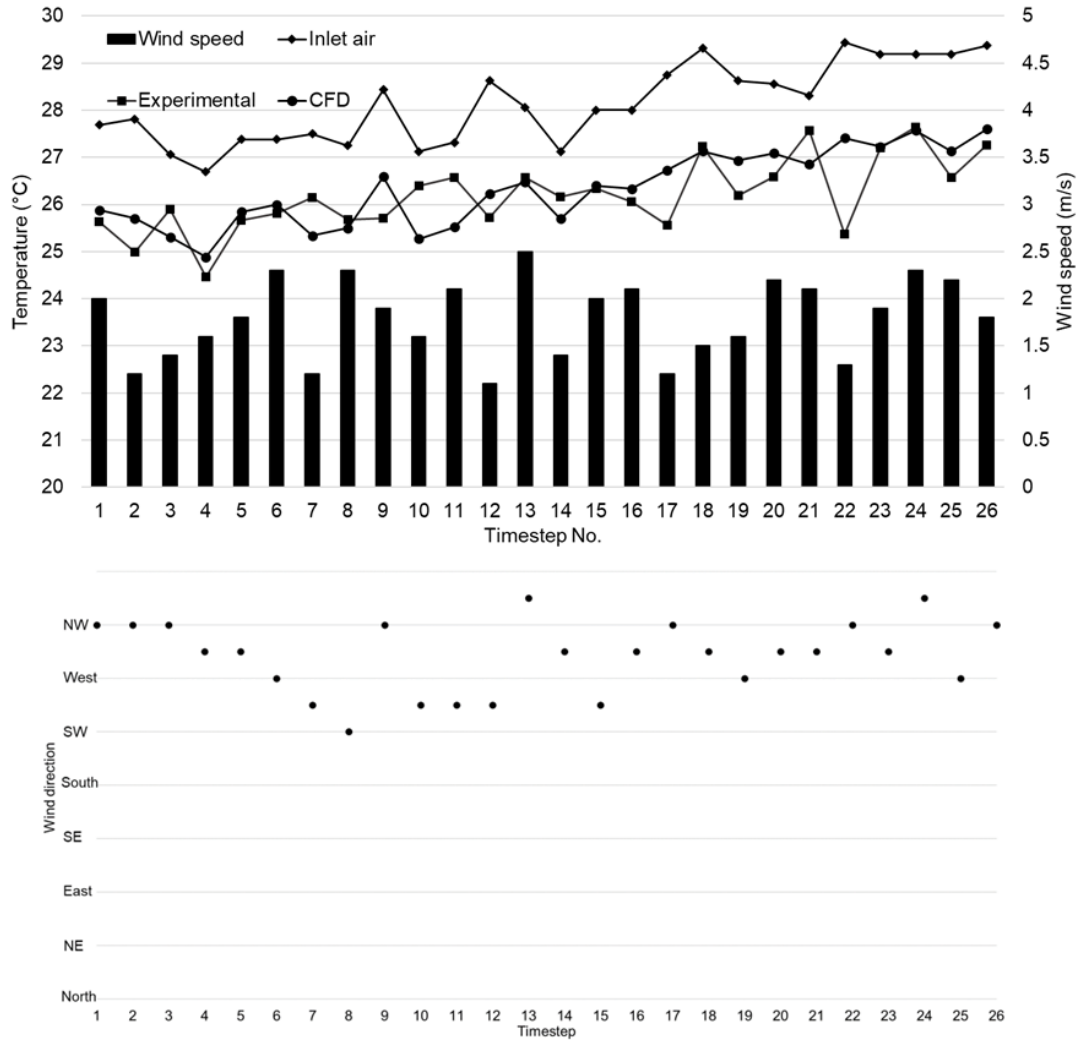 30 5
Wind speed Inlet air
29 4.5
Experimental CFD
28 4
27 3.5
26 3
25 2.5
24 2
23 1.5
22 1
21 0.5
20 0
Temperature (°C)
Wind speed (m/s)
1 2 3 4 5 6 7 8 9 10 11 12 13 14 15 16 17 18 19 20 21 22 23 24 25 26
Timestep No.
NW
West
SW
South
SE
East
NE
North
Wind direction
1 2 3 4 5 6 7 8 9 10 11 12 13 14 15 16 17 18 19 20 21 22 23 24 25 26
Timestep